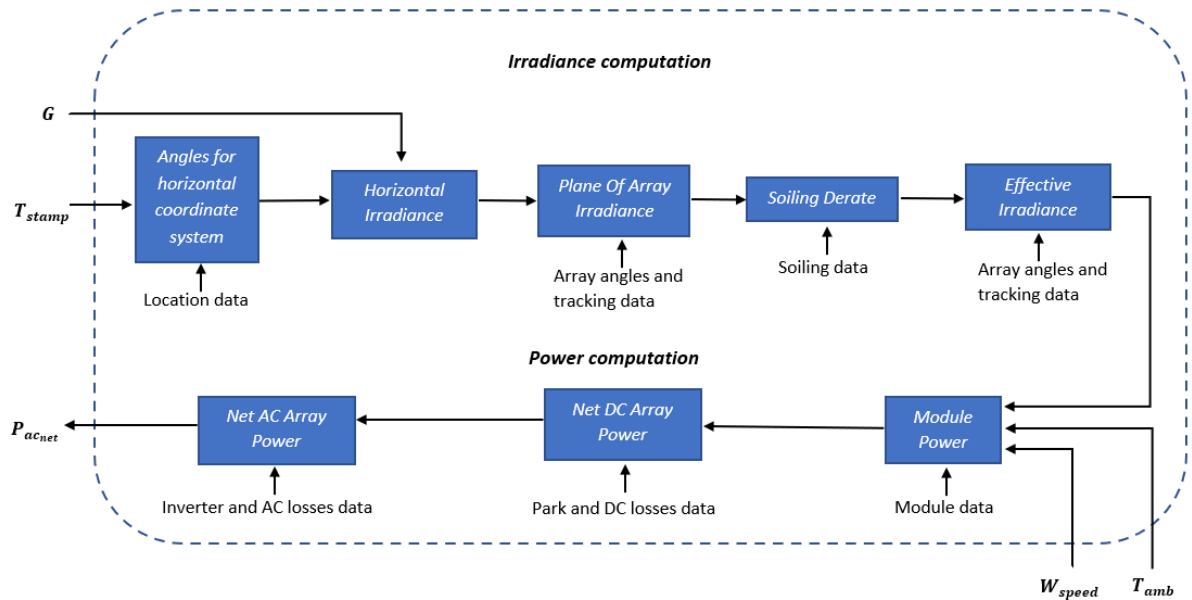 Irradiance computation
G
Angles for
horizontal
coordinate
system
Horizontal
Irradiance
Plane Of Array
Irradiance
Soiling Derate
Effective
Irradiance
T_stamp
Location data
Array angles and
tracking data
Soiling data
Array angles and
tracking data
Power computation
P_ac_net
Net AC Array
Power
Net DC Array
Power
Module
Power
Inverter and AC losses data
Park and DC losses data
Module data
W_speed
T_amb